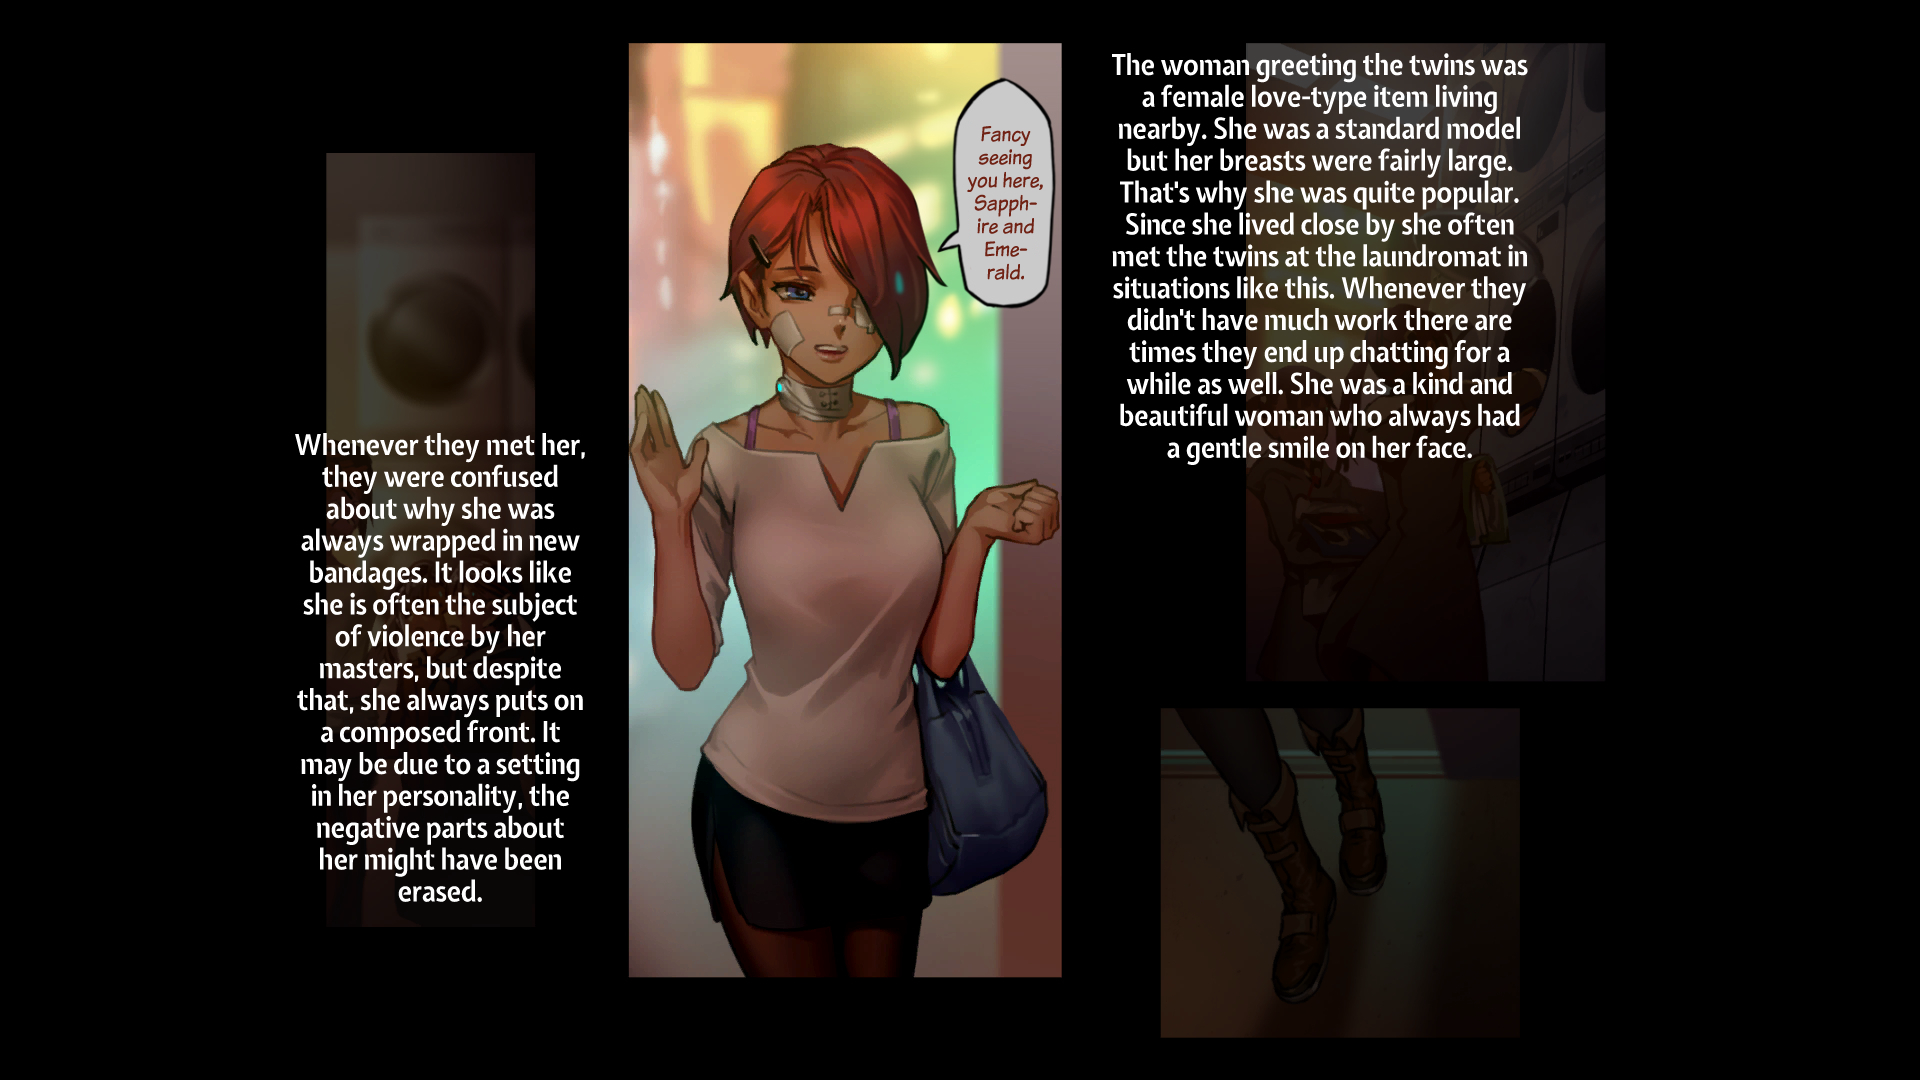 The woman greeting the twins was
a female love-type item living
nearby. She was a standard model
but her breasts were fairly large.
That's why she was quite popular.
Since she lived close by she often
met the twins at the laundromat in
situations like this. Whenever they
didn't have much work there are
times they end up chatting for a
while as well. She was a kind and
beautiful woman who always had
a gentle smile on her face.
Fancy
seeing
you here,
Sapph-
ire and
Eme-
rald.
Whenever they met her,
they were confused
about why she was
always wrapped in new
bandages. It looks like
she is often the subject
of violence by her
masters, but despite
that, she always puts on
a composed front. It
may be due to a setting
in her personality, the
negative parts about
her might have been
erased.